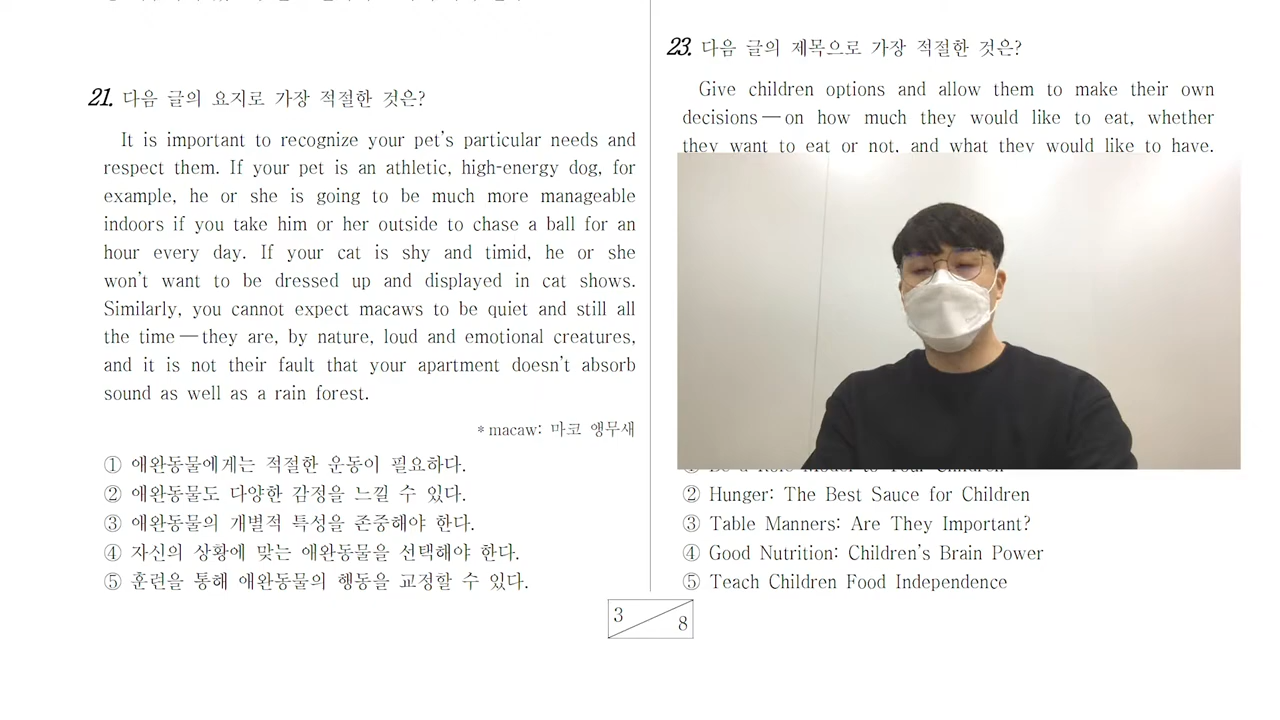 21. 다음 글의 요지로 가장 적절한 것은?
It is important to recognize your pet's particular needs and
respect them. If your pet is an athletic, high-energy dog, for
example, he or she is going to be much more manageable
indoors if you take him or her outside to chase a ball for an
hour every day. If your cat is shy and timid, he or she
won't want to be dressed up and displayed in cat shows.
Similarly, you cannot expect macaws to be quiet and still all
the time — they are, by nature, loud and emotional creatures,
and it is not their fault that your apartment doesn't absorb
sound as well as a rain forest.
* macaw: 마코 앵무새
① 애완동물에게는 적절한 운동이 필요하다.
② 애완동물도 다양한 감정을 느낄 수 있다.
③ 애완동물의 개별적 특성을 존중해야 한다.
④ 자신의 상황에 맞는 애완동물을 선택해야 한다.
⑤ 훈련을 통해 애완동물의 행동을 교정할 수 있다.
23. 다음 글의 제목으로 가장 적절한 것은?
Give children options and allow them to make their own
decisions — on how much they would like to eat, whether
they want to eat or not, and what they would like to have.
① Be a Role Model to Your Children
② Hunger: The Best Sauce for Children
③ Table Manners: Are They Important?
④ Good Nutrition: Children's Brain Power
⑤ Teach Children Food Independence
3
8